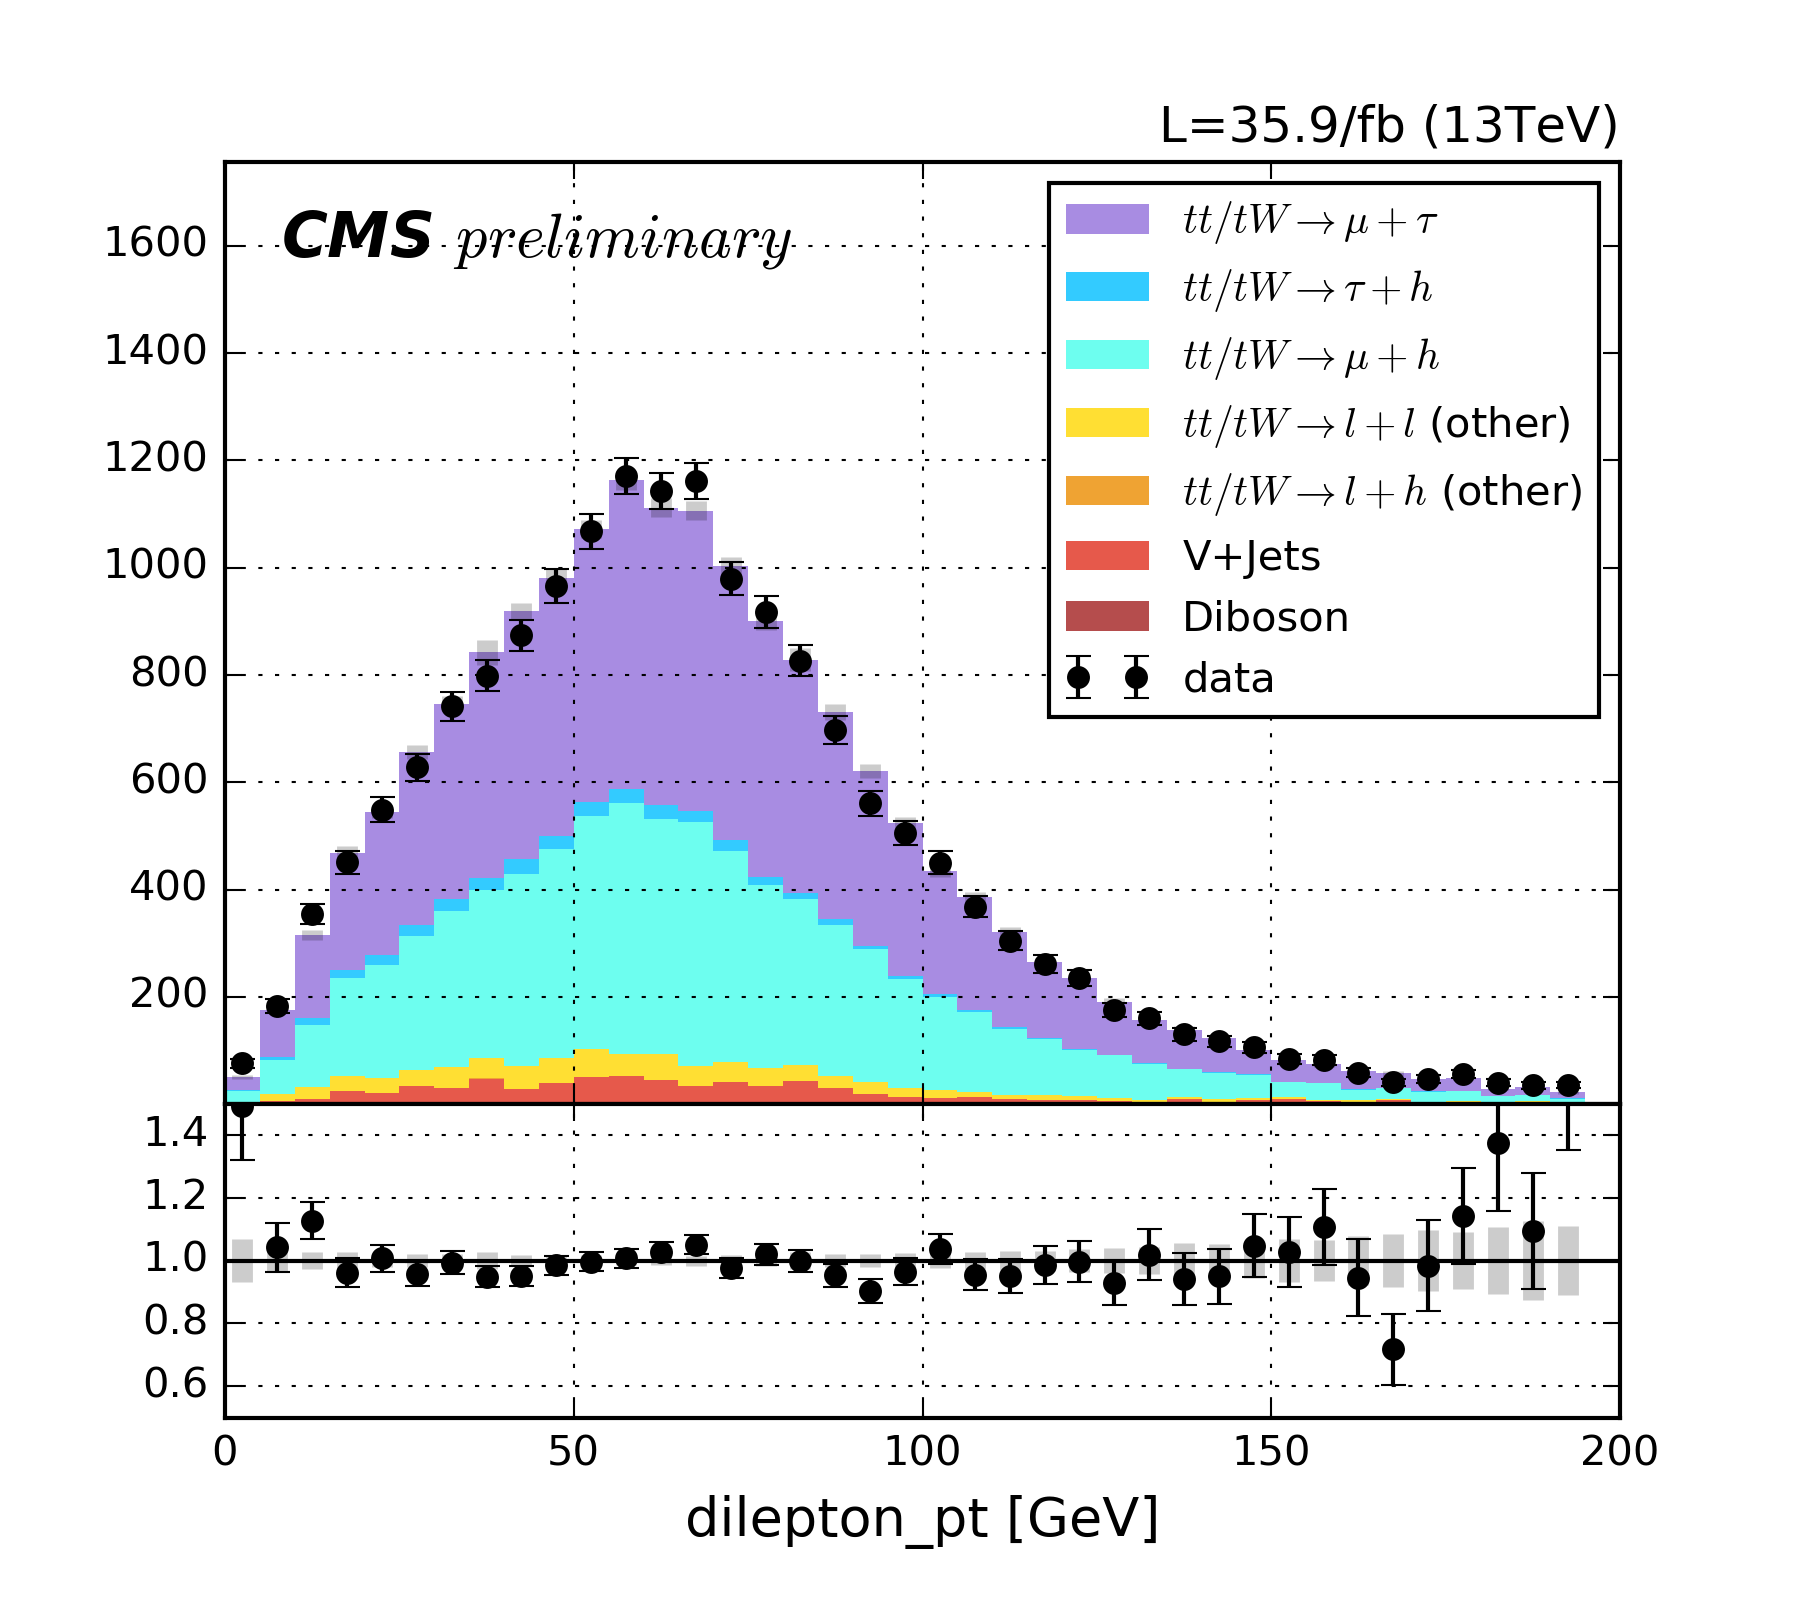 L=35.9/fb (13TeV)
CMS preliminary
1600
1400
1200
1000
800
600
400
200
tt/tW → μ + τ
tt/tW → τ + h
tt/tW → μ + h
tt/tW → l + l (other)
tt/tW → l + h (other)
V+Jets
Diboson
data
1.4
1.2
1.0
0.8
0.6
0 50 100 150 200
dilepton_pt [GeV]